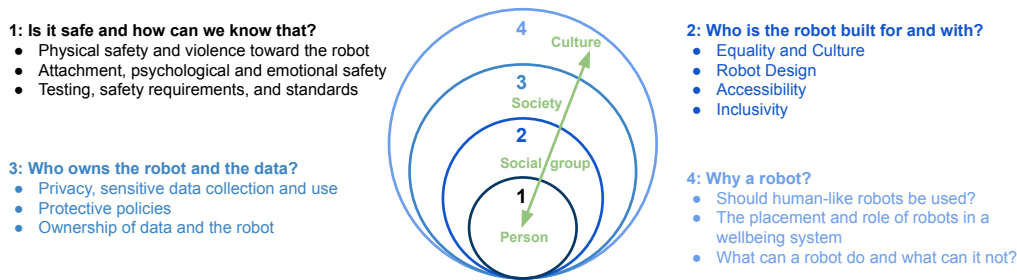 1: Is it safe and how can we know that?
● Physical safety and violence toward the robot
● Attachment, psychological and emotional safety
● Testing, safety requirements, and standards
3: Who owns the robot and the data?
● Privacy, sensitive data collection and use
● Protective policies
● Ownership of data and the robot
4
Culture
3
Society
2
Social group
1
Person
2: Who is the robot built for and with?
● Equality and Culture
● Robot Design
● Accessibility
● Inclusivity
4: Why a robot?
● Should human-like robots be used?
● The placement and role of robots in a
wellbeing system
● What can a robot do and what can it not?